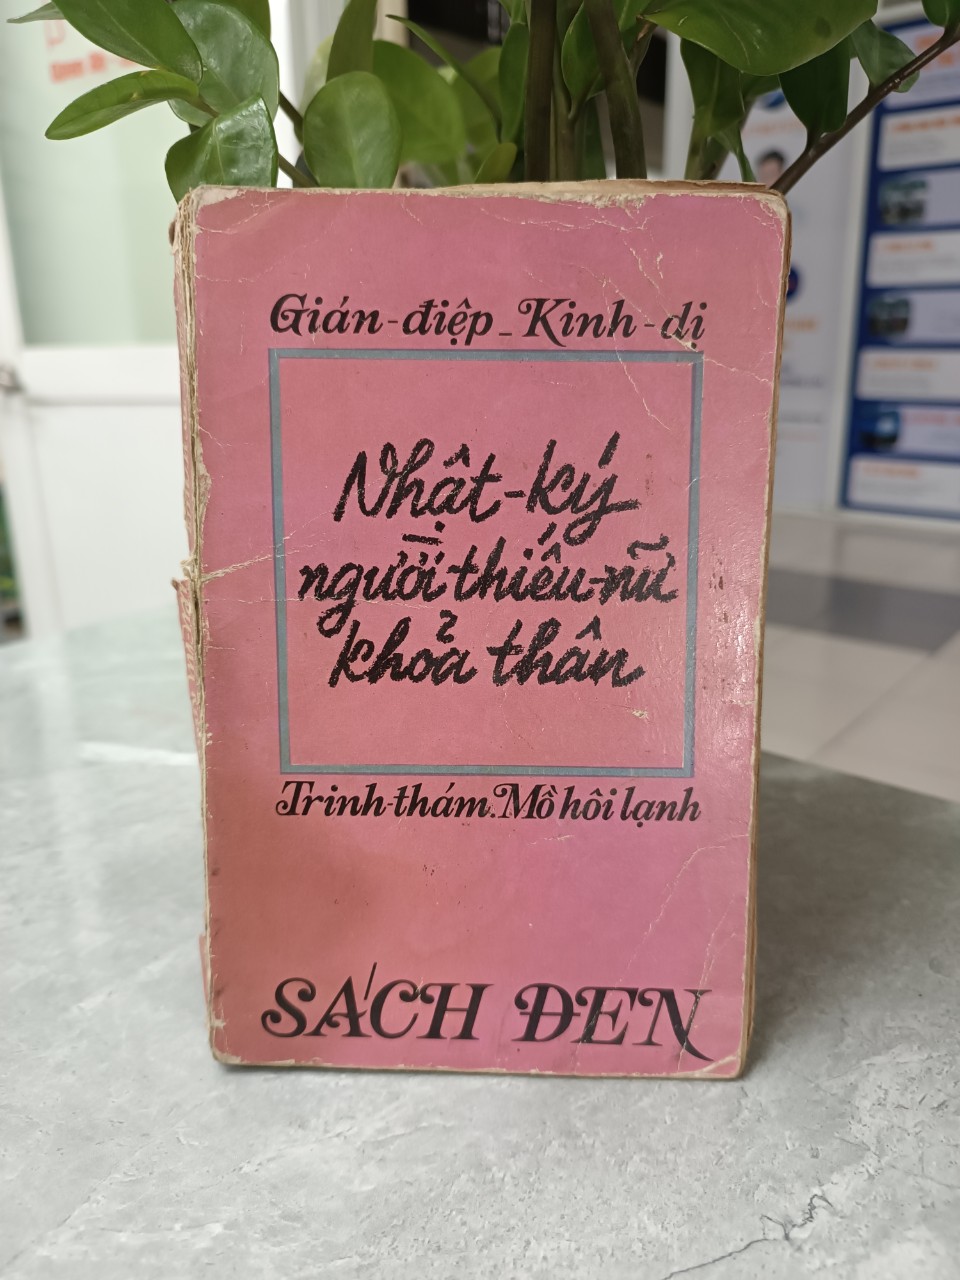 Gián-điệp_Kinh-dị
Nhật-ký
người thiếu-nữ
khỏa thân
Trinh-thám.Mồ hôi lạnh
SÁCH ĐEN